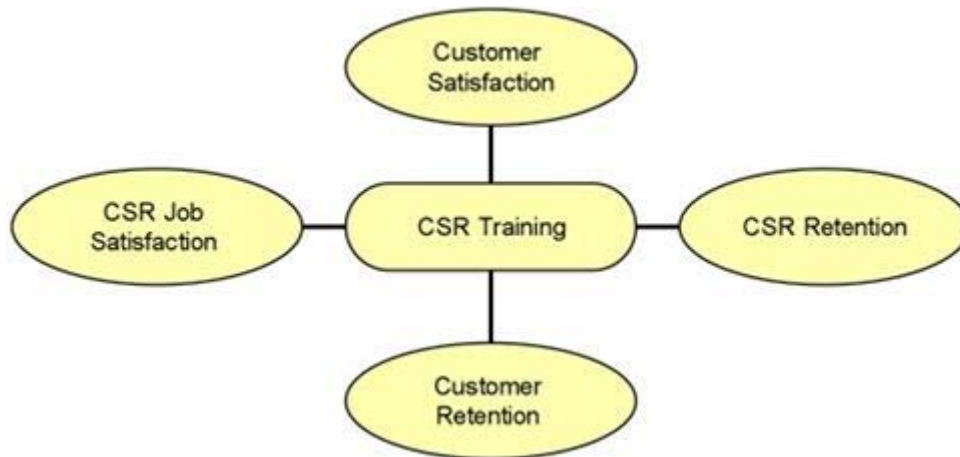 Customer
Satisfaction
CSR Job
Satisfaction
CSR Training
CSR Retention
Customer
Retention